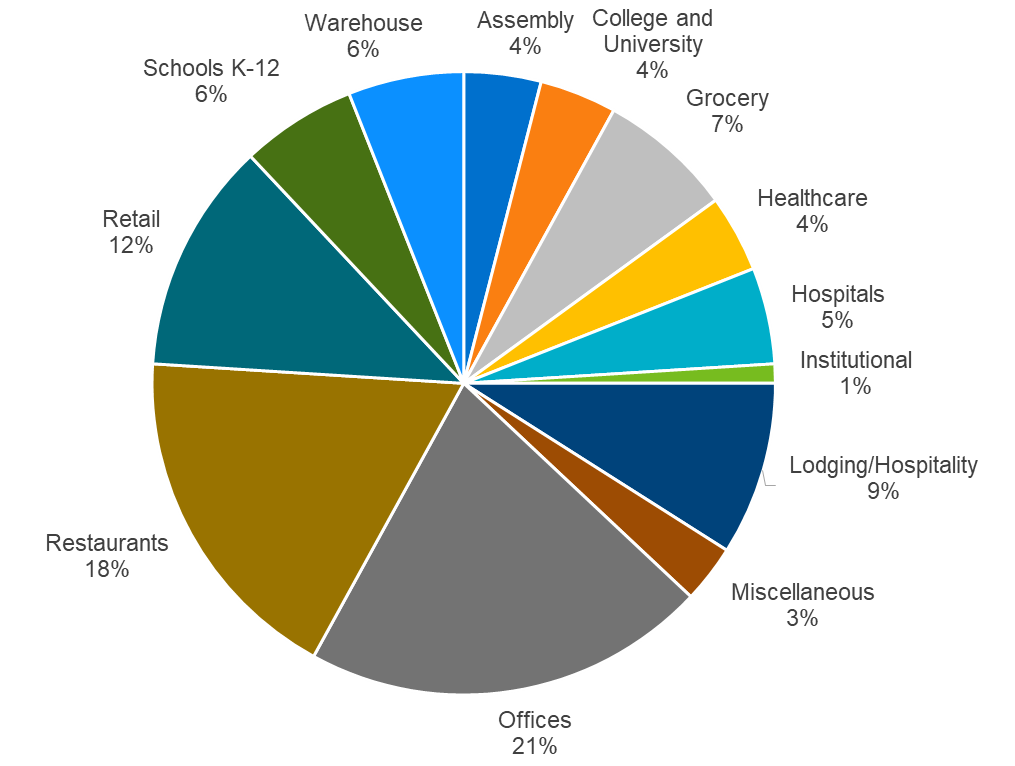 Warehouse
6%
Assembly
4%
College and
University
4%
Grocery
7%
Healthcare
4%
Hospitals
5%
Institutional
1%
Lodging/Hospitality
9%
Miscellaneous
3%
Offices
21%
Restaurants
18%
Retail
12%
Schools K-12
6%